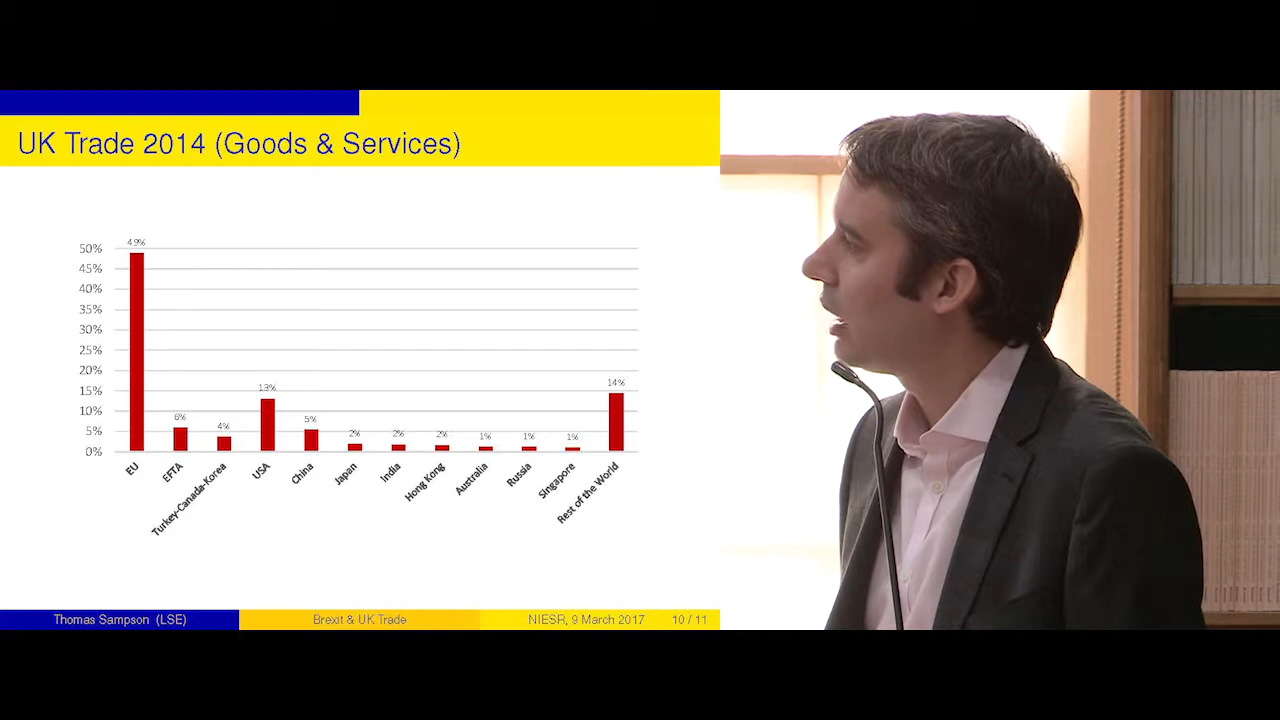 UK Trade 2014 (Goods & Services)
50%
45%
40%
35%
30%
25%
20%
15%
10%
5%
0%
49%
6%
4%
13%
5%
2%
2%
2%
1%
1%
1%
14%
EU
EFTA
Turkey-Canada-Korea
USA
China
Japan
India
Hong Kong
Australia
Russia
Singapore
Rest of the World
Thomas Sampson (LSE)
Brexit & UK Trade
NIESR, 9 March 2017
10 / 11